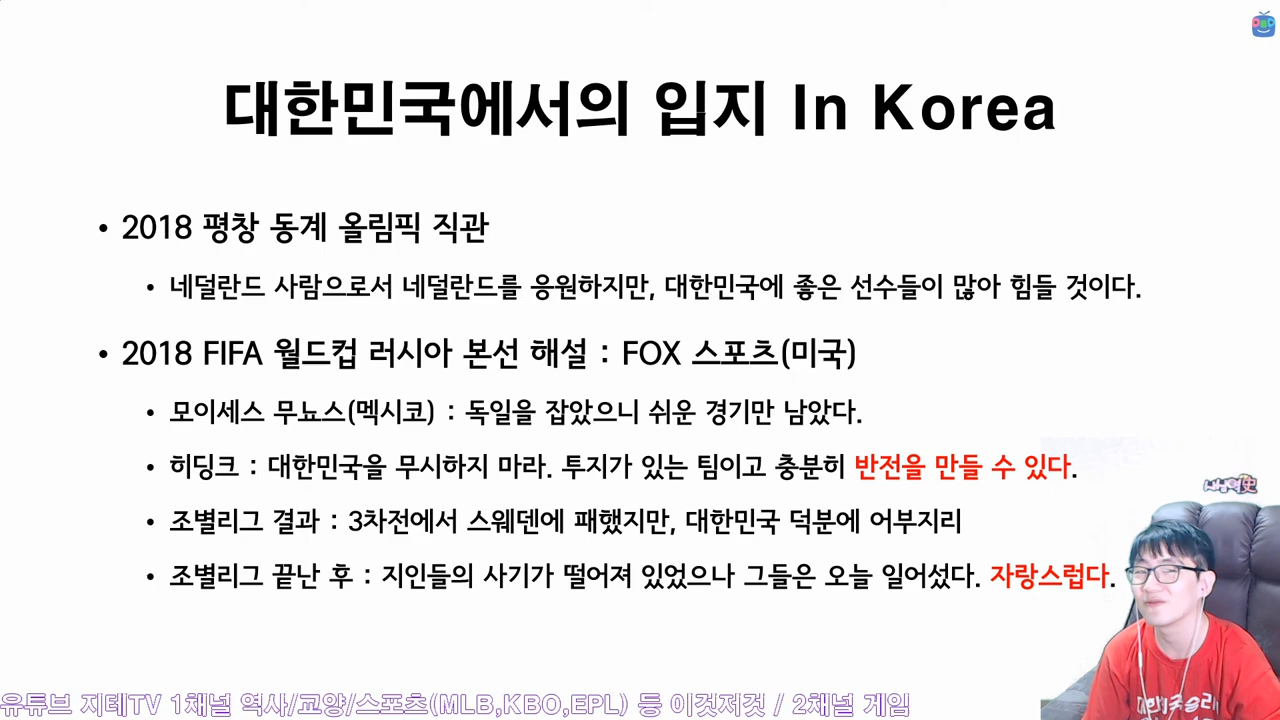 대한민국에서의 입지 In Korea
• 2018 평창 동계 올림픽 직관
• 네덜란드 사람으로서 네덜란드를 응원하지만, 대한민국에 좋은 선수들이 많아 힘들 것이다.
• 2018 FIFA 월드컵 러시아 본선 해설 : FOX 스포츠(미국)
• 모이세스 무뇨스(멕시코) : 독일을 잡았으니 쉬운 경기만 남았다.
• 히딩크 : 대한민국을 무시하지 마라. 투지가 있는 팀이고 충분히 반전을 만들 수 있다.
• 조별리그 결과 : 3차전에서 스웨덴에 패했지만, 대한민국 덕분에 어부지리
• 조별리그 끝난 후 : 지인들의 사기가 떨어져 있었으나 그들은 오늘 일어섰다. 자랑스럽다.
유튜브 지테TV 1채널 역사/교양/스포츠(MLB,KBO,EPL) 등 이것저것 / 2채널 게임